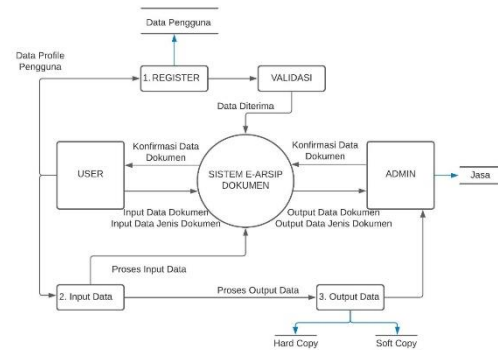 Data Pengguna
Data Profile
Pengguna
1. REGISTER
VALIDASI
Data Diterima
Konfirmasi Data
Dokumen
Konfirmasi Data
Dokumen
USER
SISTEM E-ARSIP
DOKUMEN
ADMIN
Jasa
Input Data Dokumen
Input Data Jenis Dokumen
Output Data Dokumen
Output Data Jenis Dokumen
Proses Input Data
2. Input Data
Proses Output Data
3. Output Data
Hard Copy
Soft Copy